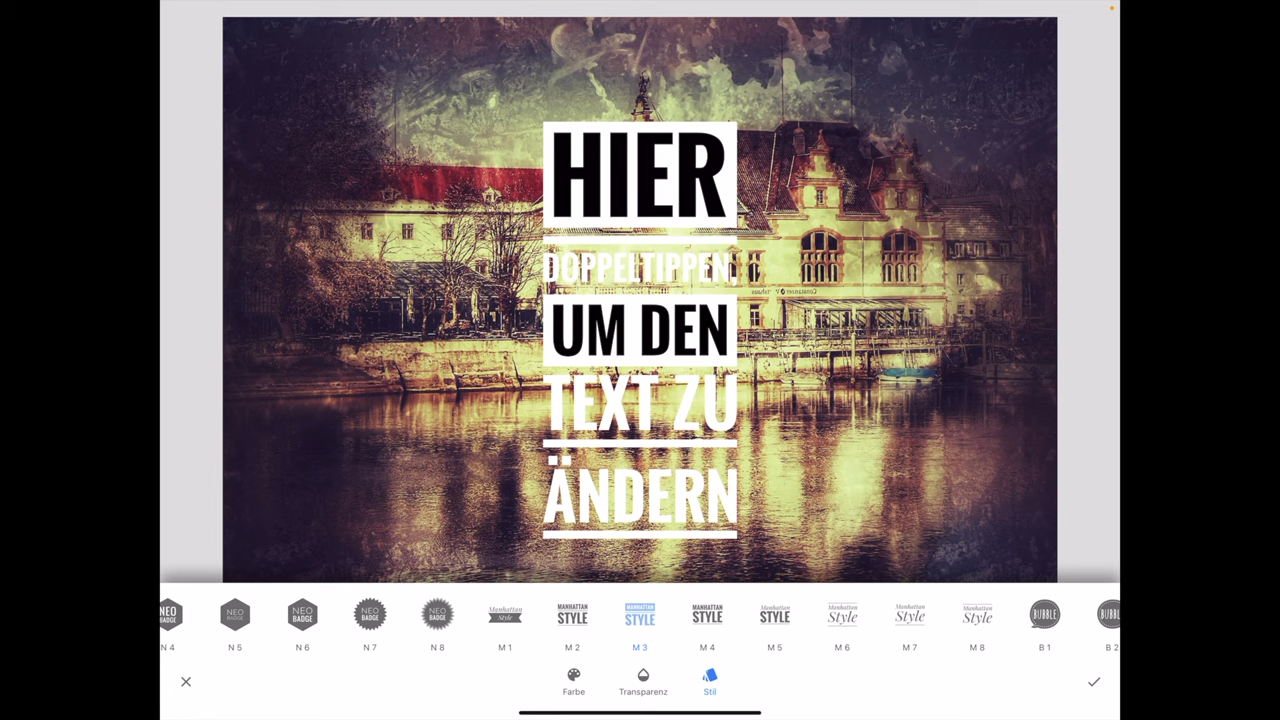 HIER
DOPPELTIPPEN,
UM DEN
TEXT ZU
ÄNDERN
NEO BADGE
NEO BADGE
NEO BADGE
NEO BADGE
NEO BADGE
Manhattan Style
MANHATTAN STYLE
MANHATTAN STYLE
MANHATTAN STYLE
Manhattan STYLE
Manhattan Style
Manhattan Style
Manhattan Style
BUBBLE
BUBB
N 4 N 5 N 6 N 7 N 8 M 1 M 2 M 3 M 4 M 5 M 6 M 7 M 8 B 1 B 2
Farbe Transparenz Stil